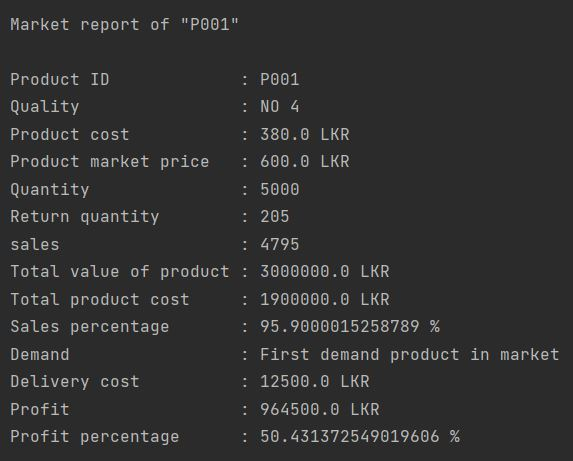 Market report of "P001"
Product ID : P001
Quality : NO 4
Product cost : 380.0 LKR
Product market price : 600.0 LKR
Quantity : 5000
Return quantity : 205
sales : 4795
Total value of product : 3000000.0 LKR
Total product cost : 1900000.0 LKR
Sales percentage : 95.9000015258789 %
Demand : First demand product in market
Delivery cost : 12500.0 LKR
Profit : 964500.0 LKR
Profit percentage : 50.431372549019606 %